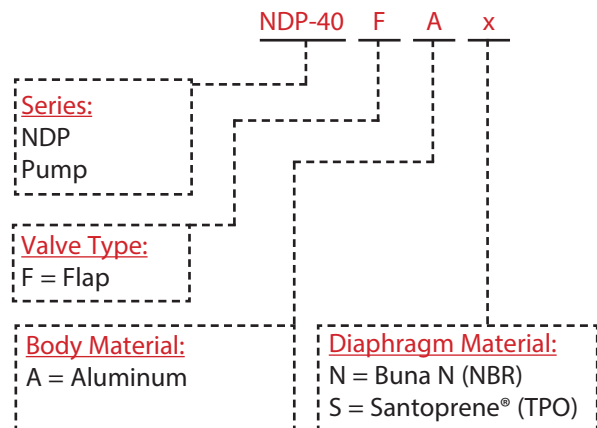 NDP-40 F A x
Series:
NDP
Pump
Valve Type:
F = Flap
Body Material:
A = Aluminum
Diaphragm Material:
N = Buna N (NBR)
S = Santoprene® (TPO)